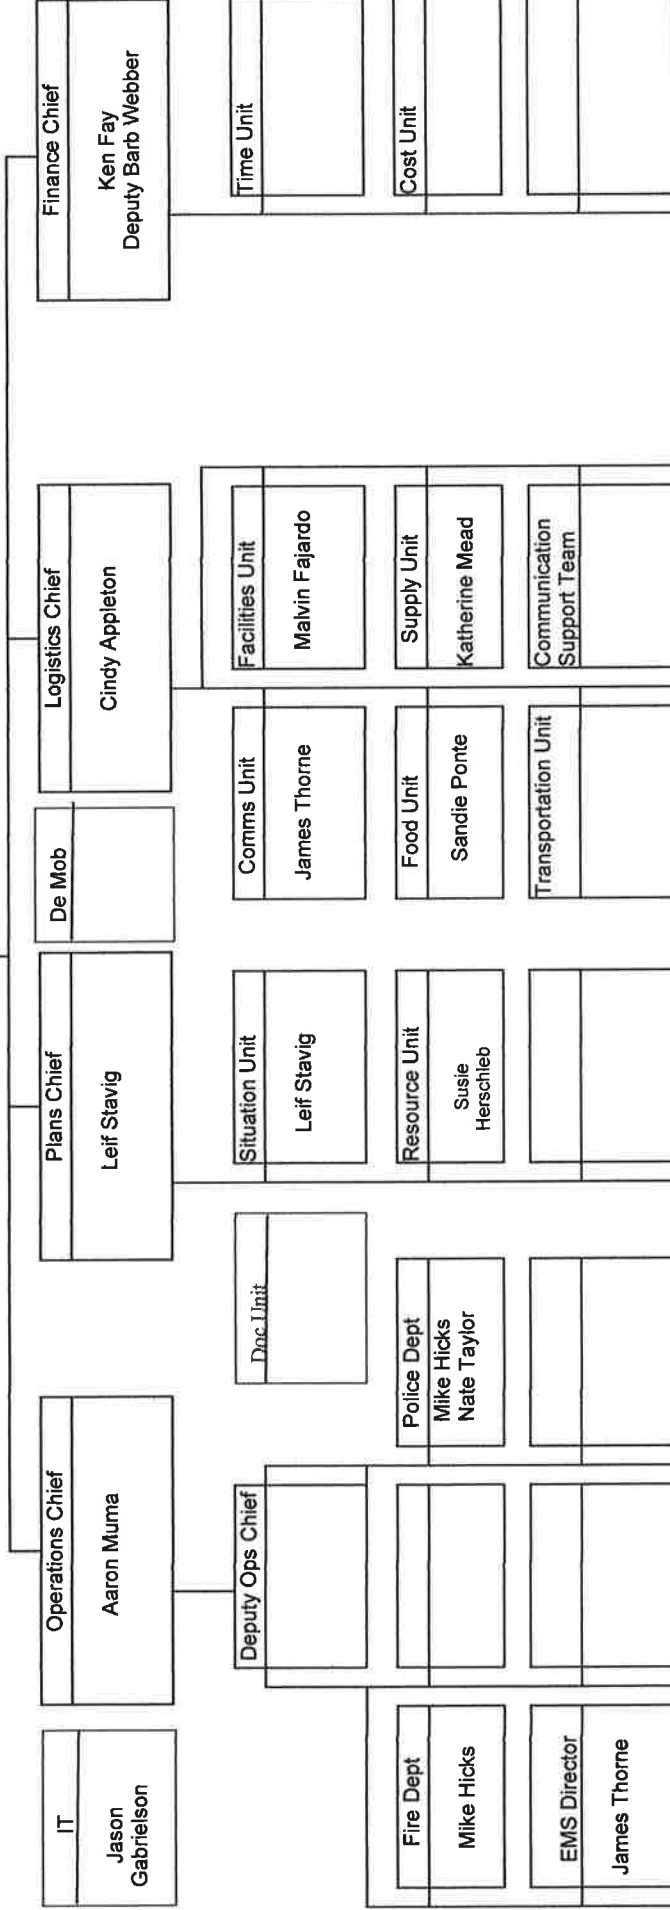 IT
Jason
Gabrielson
Operations Chief
Aaron Muma
Plans Chief
Leif Stavig
De Mob
Logistics Chief
Cindy Appleton
Finance Chief
Ken Fay
Deputy Barb Webber
Deputy Ops Chief
Doc Unit
Situation Unit
Leif Stavig
Comms Unit
James Thorne
Facilities Unit
Malvin Fajardo
Time Unit
Fire Dept
Mike Hicks
Police Dept
Mike Hicks
Nate Taylor
Resource Unit
Susie
Herschleb
Food Unit
Sandie Ponte
Supply Unit
Katherine Mead
Cost Unit
EMS Director
James Thorne
Transportation Unit
Communication
Support Team